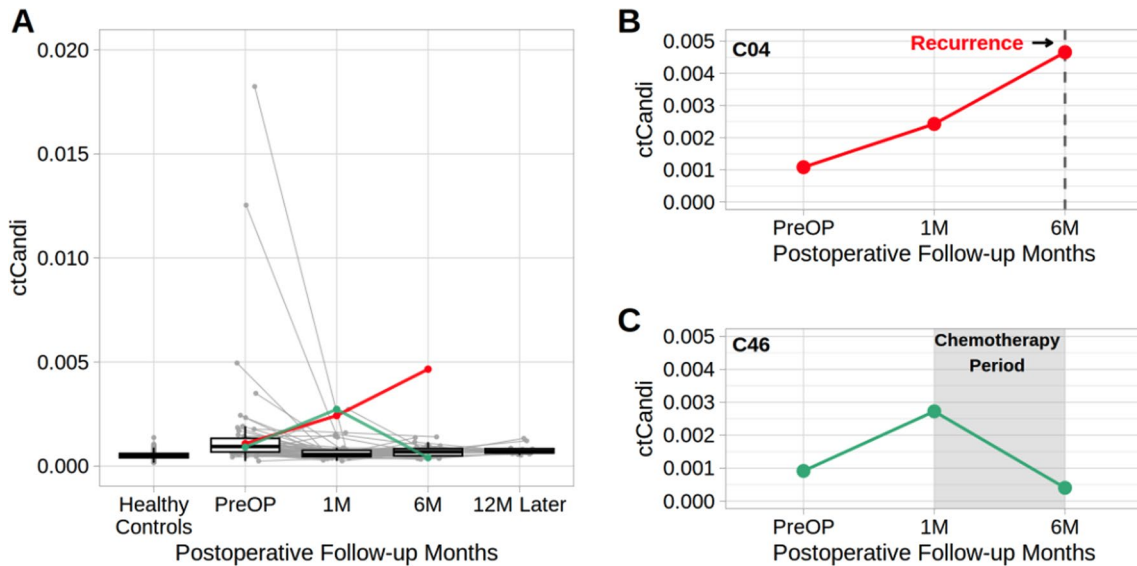 A
0.020
0.015
0.010
0.005
0.000
ctCandi
Healthy Controls
PreOP
1M
6M
12M Later
Postoperative Follow-up Months
B
C04
Recurrence
0.005
0.004
0.003
0.002
0.001
0.000
ctCandi
PreOP
1M
6M
Postoperative Follow-up Months
C
C46
Chemotherapy
Period
0.005
0.004
0.003
0.002
0.001
0.000
ctCandi
PreOP
1M
6M
Postoperative Follow-up Months